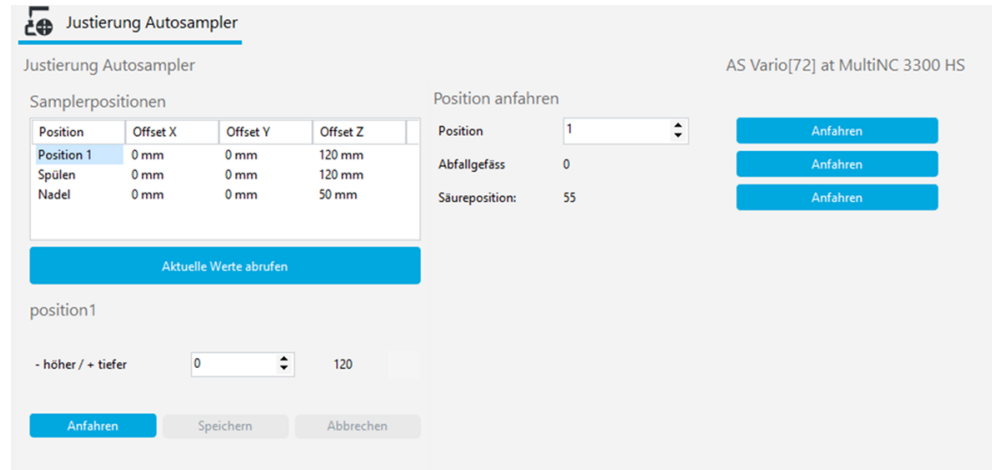 Justierung Autosampler
Justierung Autosampler
AS Vario[72] at MultiNC 3300 HS
Samplerpositionen
Position Offset X Offset Y Offset Z
Position 1 0 mm 0 mm 120 mm
Spülen 0 mm 0 mm 120 mm
Nadel 0 mm 0 mm 50 mm
Aktuelle Werte abrufen
position1
- höher / + tiefer 0 120
Anfahren Speichern Abbrechen
Position anfahren
Position 1 Anfahren
Abfallgefäss 0 Anfahren
Säureposition: 55 Anfahren